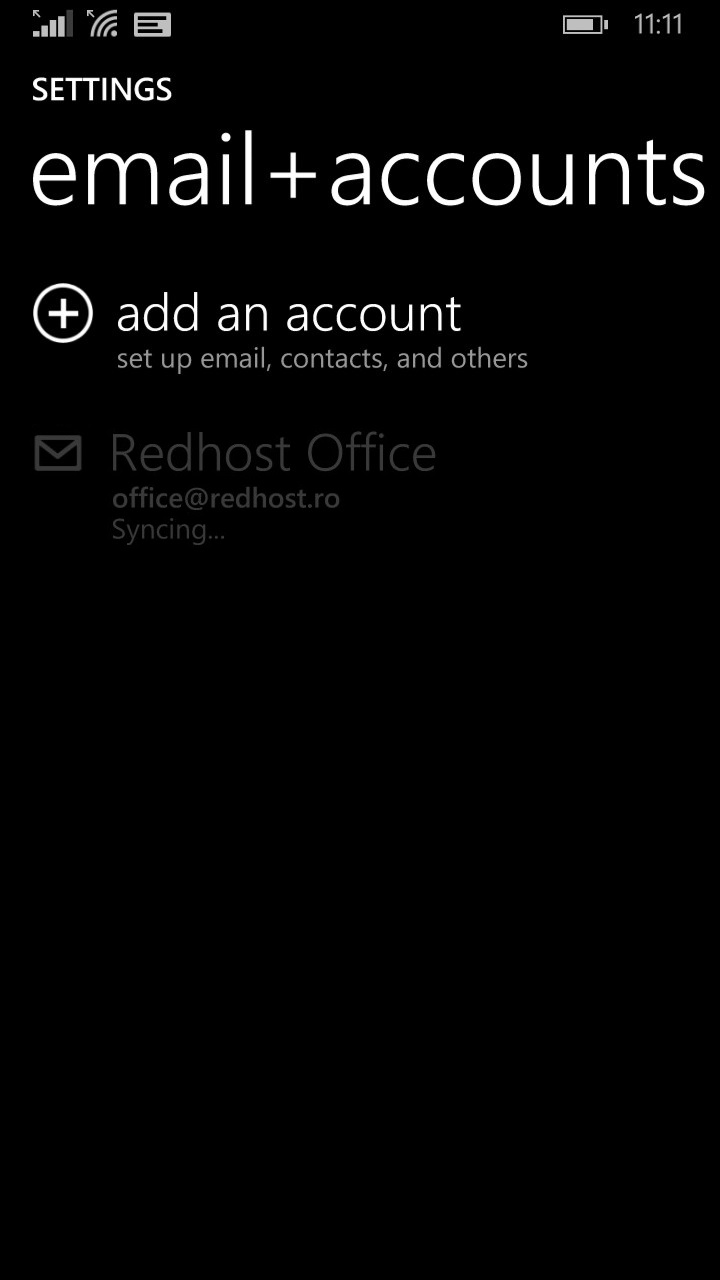 11:11
SETTINGS
email+accounts
add an account
set up email, contacts, and others
Redhost Office
office@redhost.ro
Syncing...